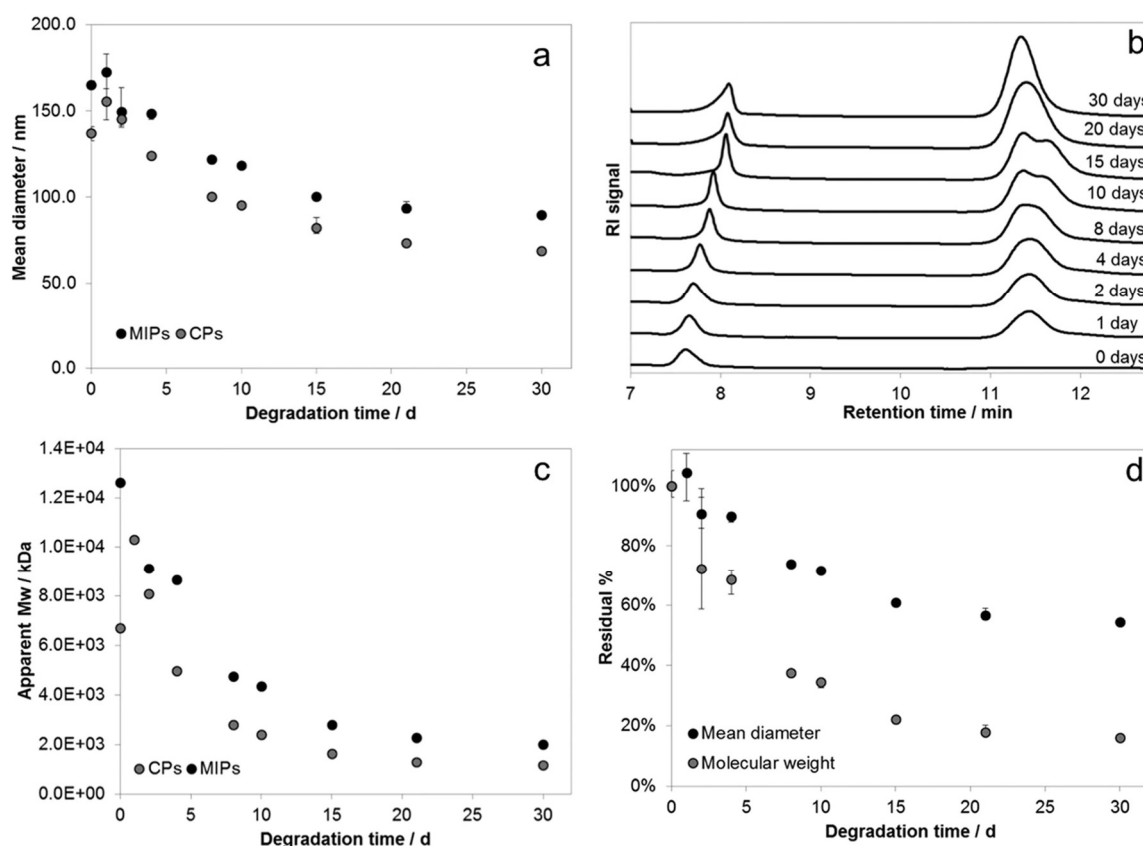 a
200.0
150.0
100.0
50.0
0.0
Mean diameter / nm
MIPs CPs
0 5 10 15 20 25 30
Degradation time / d
b
RI signal
30 days
20 days
15 days
10 days
8 days
4 days
2 days
1 day
0 days
7 8 9 10 11 12
Retention time / min
c
1.4E+04
1.2E+04
1.0E+04
8.0E+03
6.0E+03
4.0E+03
2.0E+03
0.0E+00
Apparent Mw / kDa
CPs MIPs
0 5 10 15 20 25 30
Degradation time / d
d
100%
80%
60%
40%
20%
0%
Residual %
Mean diameter
Molecular weight
0 5 10 15 20 25 30
Degradation time / d